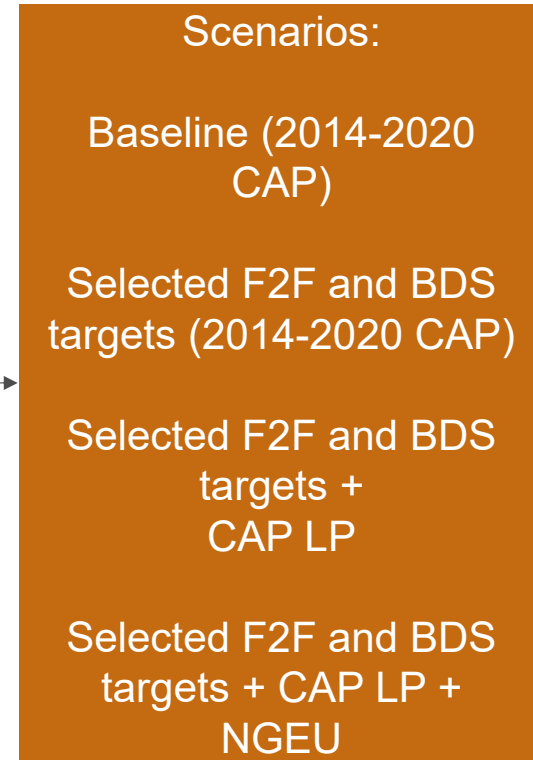 Scenarios:
Baseline (2014-2020
CAP)
Selected F2F and BDS
targets (2014-2020 CAP)
Selected F2F and BDS
targets +
CAP LP
Selected F2F and BDS
targets + CAP LP +
NGEU